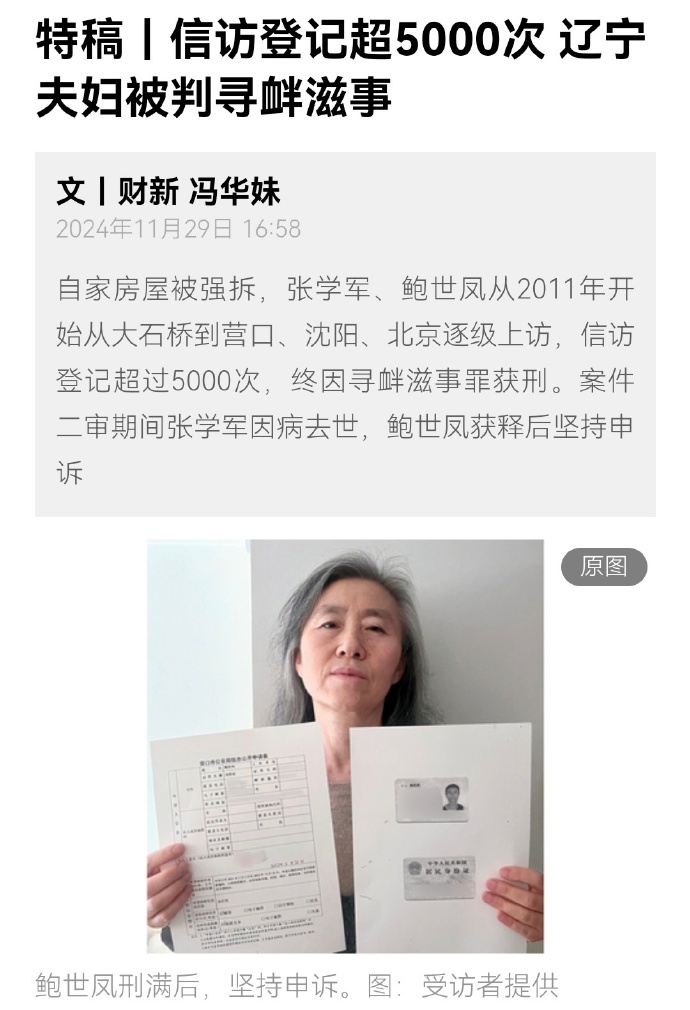 特稿丨信访登记超5000次 辽宁
夫妇被判寻衅滋事
文丨财新 冯华妹
2024年11月29日 16:58
自家房屋被强拆，张学军、鲍世凤从2011年开
始从大石桥到营口、沈阳、北京逐级上访，信访
登记超过5000次，终因寻衅滋事罪获刑。案件
二审期间张学军因病去世，鲍世凤获释后坚持申
诉
原图
营口市公安局信息公开申请表
中华人民共和国
居民身份证
鲍世凤刑满后，坚持申诉。图：受访者提供